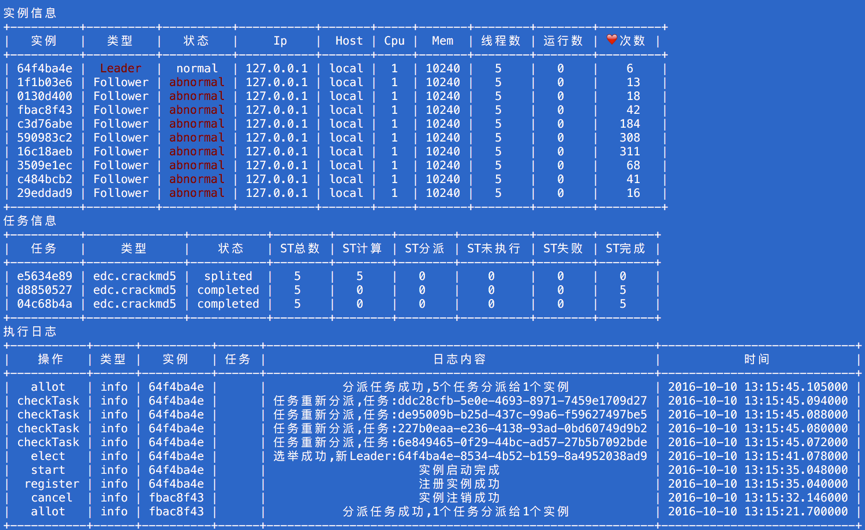 实例信息
实例 类型 状态 Ip Host Cpu Mem 线程数 运行数 ❤️次数
64f4ba4e Leader normal 127.0.0.1 local 1 10240 5 0 6
1f1b03e6 Follower abnormal 127.0.0.1 local 1 10240 5 0 13
0130d400 Follower abnormal 127.0.0.1 local 1 10240 5 0 28
fbac8f43 Follower abnormal 127.0.0.1 local 1 10240 5 0 42
c3d76abe Follower abnormal 127.0.0.1 local 1 10240 5 0 184
590983c2 Follower abnormal 127.0.0.1 local 1 10240 5 0 308
16c18aeb Follower abnormal 127.0.0.1 local 1 10240 5 0 311
3509e1ec Follower abnormal 127.0.0.1 local 1 10240 5 0 68
c484bcb2 Follower abnormal 127.0.0.1 local 1 10240 5 0 41
29eddad9 Follower abnormal 127.0.0.1 local 1 10240 5 0 16
任务信息
任务 类型 状态 ST总数 ST计算 ST分派 ST未执行 ST失败 ST完成
e5634e89 edc.crackmd5 splited 5 5 0 0 0 0
d8850527 edc.crackmd5 completed 5 0 0 0 0 5
04c68b4a edc.crackmd5 completed 5 0 0 0 0 5
执行日志
操作 类型 实例 任务 日志内容 时间
allot info 64f4ba4e 分派任务成功,5个任务分派给1个实例 2016-10-10 13:15:45.105000
checkTask info 64f4ba4e 任务重新分派,任务:ddc28cfb-5e0e-4693-8971-7459e1709d27 2016-10-10 13:15:45.094000
checkTask info 64f4ba4e 任务重新分派,任务:de95009b-b25d-437c-99a6-f59627497be5 2016-10-10 13:15:45.088000
checkTask info 64f4ba4e 任务重新分派,任务:227b0eaa-e236-4138-93ad-0bd60749d9b2 2016-10-10 13:15:45.080000
checkTask info 64f4ba4e 任务重新分派,任务:6e849465-0f29-44bc-ad57-27b5b7092bde 2016-10-10 13:15:45.072000
elect info 64f4ba4e 选举成功,新Leader:64f4ba4e-8534-4b52-b159-8a4952038ad9 2016-10-10 13:15:41.078000
start info 64f4ba4e 实例启动完成 2016-10-10 13:15:35.048000
register info 64f4ba4e 注册实例成功 2016-10-10 13:15:35.040000
cancel info fbac8f43 实例注销成功 2016-10-10 13:15:32.146000
allot info fbac8f43 分派任务成功,1个任务分派给1个实例 2016-10-10 13:15:21.700000